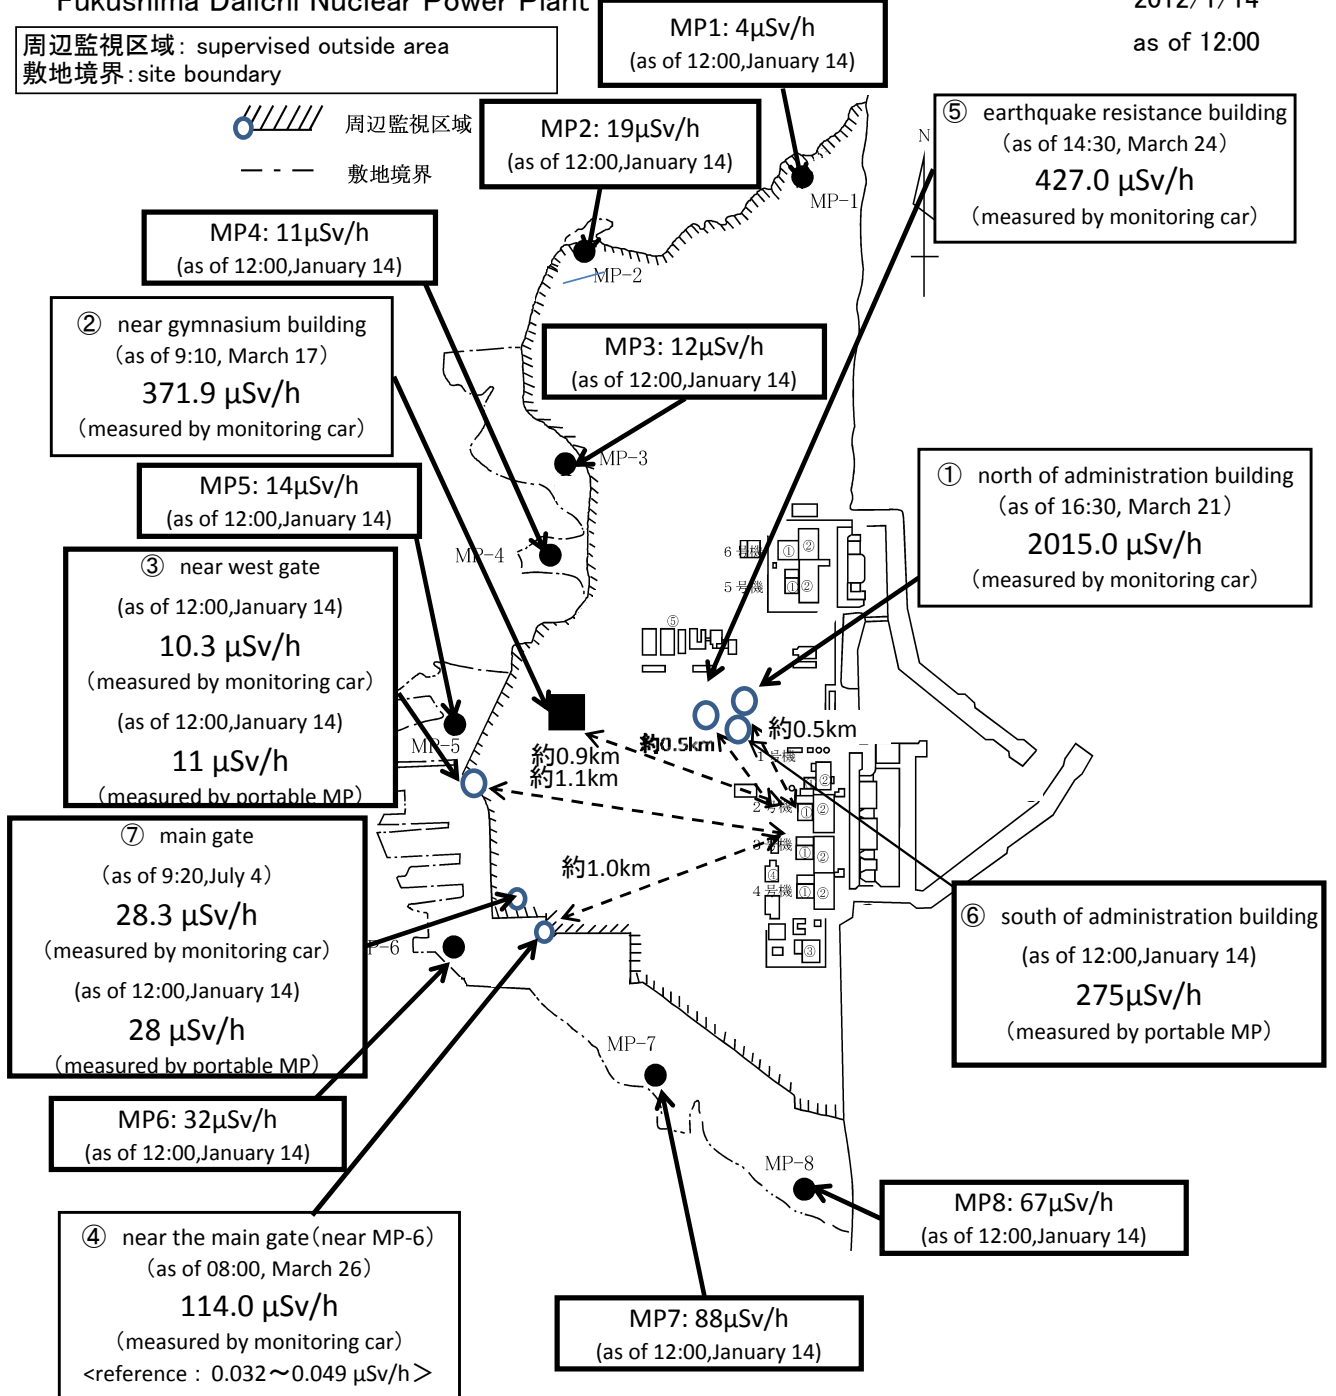 Fukushima Daiichi Nuclear Power Plant
2012/1/14
as of 12:00
周辺監視区域: supervised outside area
敷地境界:site boundary
周辺監視区域
敷地境界
MP1: 4μSv/h
(as of 12:00,January 14)
MP2: 19μSv/h
(as of 12:00,January 14)
⑤ earthquake resistance building
(as of 14:30, March 24)
427.0 μSv/h
(measured by monitoring car)
N
MP-1
MP4: 11μSv/h
(as of 12:00,January 14)
MP-2
② near gymnasium building
(as of 9:10, March 17)
371.9 μSv/h
(measured by monitoring car)
MP3: 12μSv/h
(as of 12:00,January 14)
MP-3
MP5: 14μSv/h
(as of 12:00,January 14)
① north of administration building
(as of 16:30, March 21)
2015.0 μSv/h
(measured by monitoring car)
MP-4
③ near west gate
(as of 12:00,January 14)
10.3 μSv/h
(measured by monitoring car)
(as of 12:00,January 14)
11 μSv/h
(measured by portable MP)
6号機
①
②
5号機
①
②
⑤
MP-5
約0.9km
約1.1km
約0.5km
約0.5km
1号機
②
2号機
①
②
3号機
①
②
④
4号機
①
②
③
約1.0km
⑦ main gate
(as of 9:20,July 4)
28.3 μSv/h
(measured by monitoring car)
(as of 12:00,January 14)
28 μSv/h
(measured by portable MP)
P-6
⑥ south of administration building
(as of 12:00,January 14)
275μSv/h
(measured by portable MP)
MP-7
MP6: 32μSv/h
(as of 12:00,January 14)
MP-8
MP8: 67μSv/h
(as of 12:00,January 14)
④ near the main gate(near MP-6)
(as of 08:00, March 26)
114.0 μSv/h
(measured by monitoring car)
<reference : 0.032～0.049 μSv/h＞
MP7: 88μSv/h
(as of 12:00,January 14)